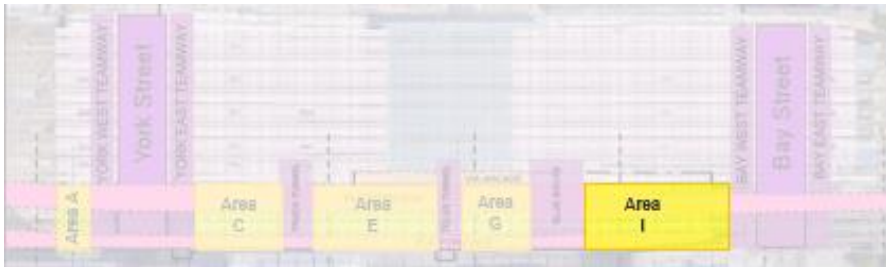 YORK WEST TEAMWAY
York Street
YORK EAST TEAMWAY
BAY WEST TEAMWAY
Bay Street
BAY EAST TEAMWAY
Area A
Area
C
Area
E
Area
G
Area
I